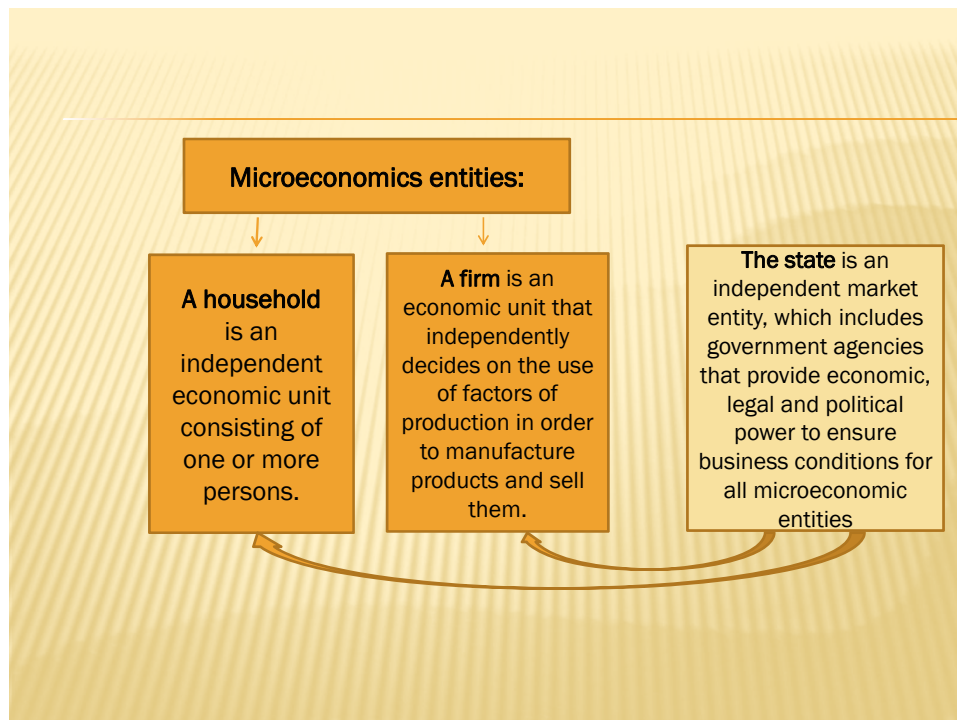 Microeconomics entities:
A household
is an
independent
economic unit
consisting of
one or more
persons.
A firm is an
economic unit that
independently
decides on the use
of factors of
production in order
to manufacture
products and sell
them.
The state is an
independent market
entity, which includes
government agencies
that provide economic,
legal and political
power to ensure
business conditions for
all microeconomic
entities